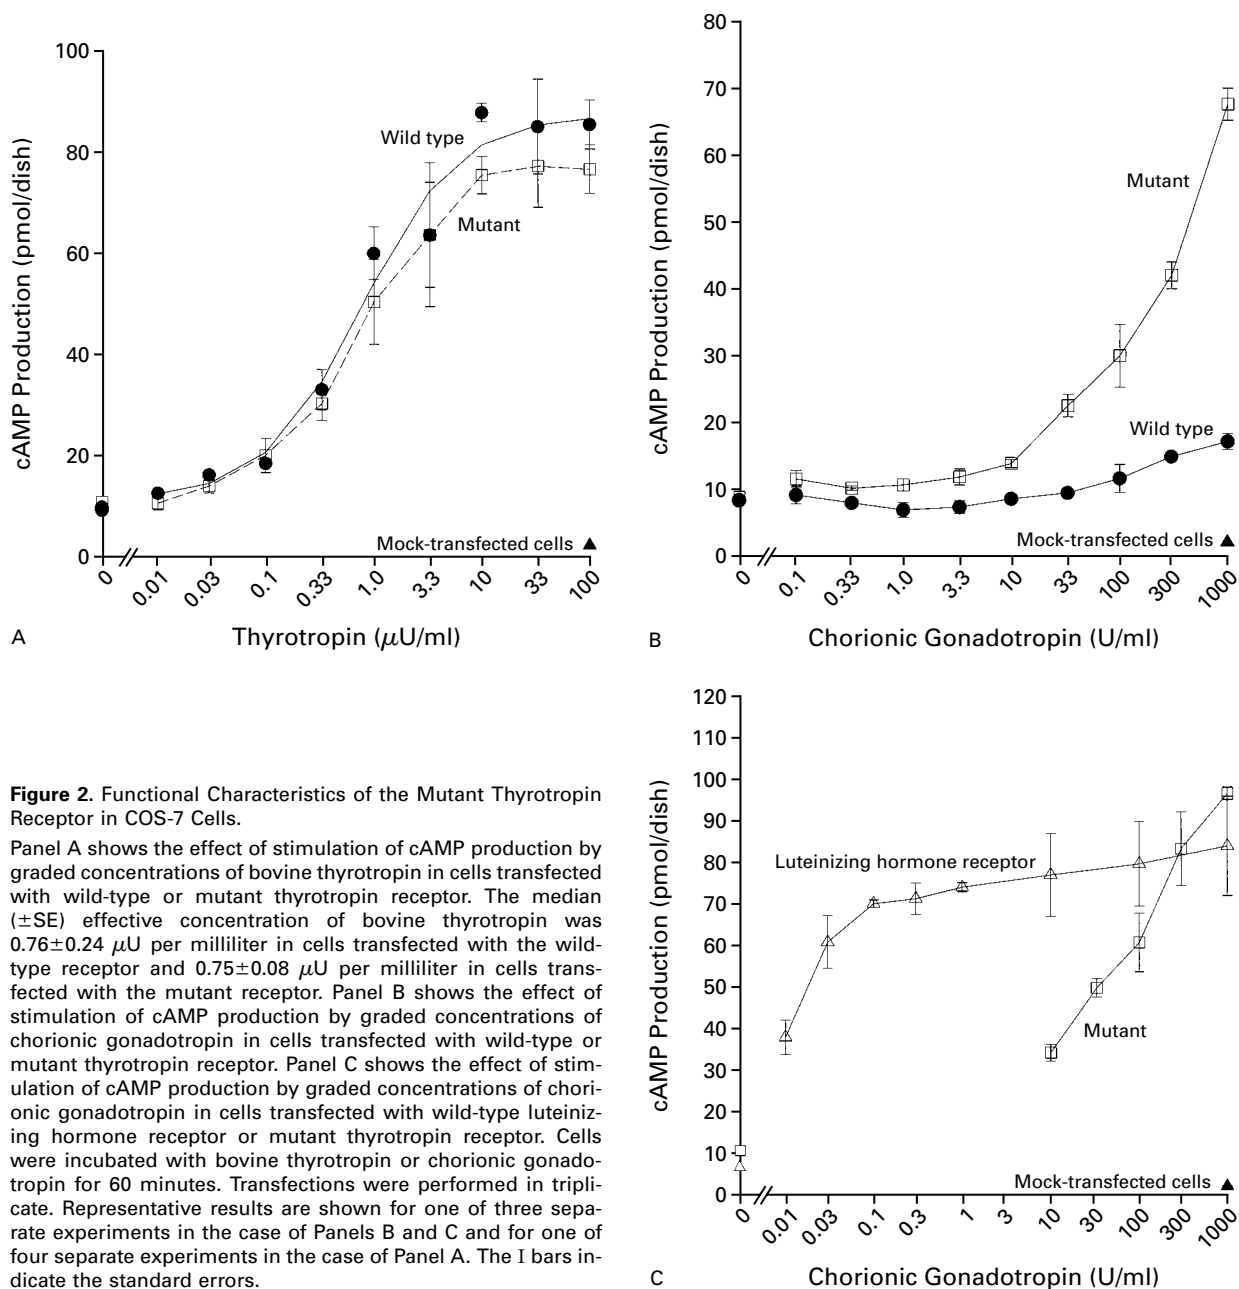 100
80
60
40
20
0
cAMP Production (pmol/dish)
Wild type
Mutant
Mock-transfected cells
0
0.01
0.03
0.1
0.33
1.0
3.3
10
33
100
Thyrotropin (μU/ml)
A
80
70
60
50
40
30
20
10
0
cAMP Production (pmol/dish)
Mutant
Wild type
Mock-transfected cells
0
0.1
0.33
1.0
3.3
10
33
100
300
1000
Chorionic Gonadotropin (U/ml)
B
Figure 2. Functional Characteristics of the Mutant Thyrotropin
Receptor in COS-7 Cells.
Panel A shows the effect of stimulation of cAMP production by
graded concentrations of bovine thyrotropin in cells transfected
with wild-type or mutant thyrotropin receptor. The median
(±SE) effective concentration of bovine thyrotropin was
0.76±0.24 μU per milliliter in cells transfected with the wild-
type receptor and 0.75±0.08 μU per milliliter in cells trans-
fected with the mutant receptor. Panel B shows the effect of
stimulation of cAMP production by graded concentrations of
chorionic gonadotropin in cells transfected with wild-type or
mutant thyrotropin receptor. Panel C shows the effect of stim-
ulation of cAMP production by graded concentrations of chori-
onic gonadotropin in cells transfected with wild-type luteiniz-
ing hormone receptor or mutant thyrotropin receptor. Cells
were incubated with bovine thyrotropin or chorionic gonado-
tropin for 60 minutes. Transfections were performed in tripli-
cate. Representative results are shown for one of three sepa-
rate experiments in the case of Panels B and C and for one of
four separate experiments in the case of Panel A. The I bars in-
dicate the standard errors.
120
110
100
90
80
70
60
50
40
30
20
10
0
cAMP Production (pmol/dish)
Luteinizing hormone receptor
Mutant
Mock-transfected cells
0
0.001
0.03
0.1
0.3
1
3
10
30
100
300
1000
Chorionic Gonadotropin (U/ml)
C